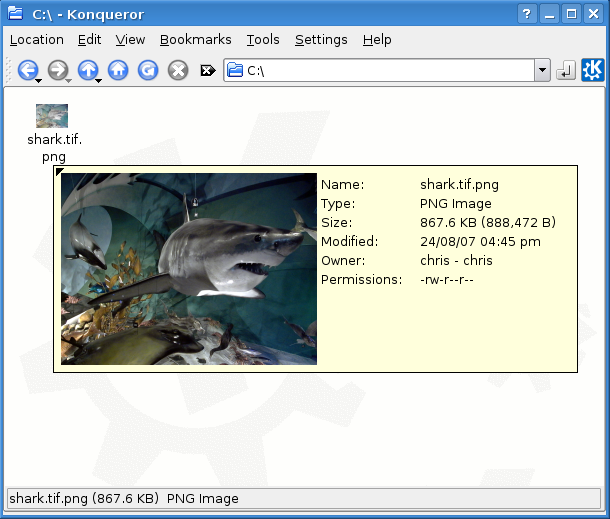 C:\ - Konqueror
?
Location Edit View Bookmarks Tools Settings Help
C:\
shark.tif.
png
Name: shark.tif.png
Type: PNG Image
Size: 867.6 KB (888,472 B)
Modified: 24/08/07 04:45 pm
Owner: chris - chris
Permissions: -rw-r--r--
shark.tif.png (867.6 KB)  PNG Image